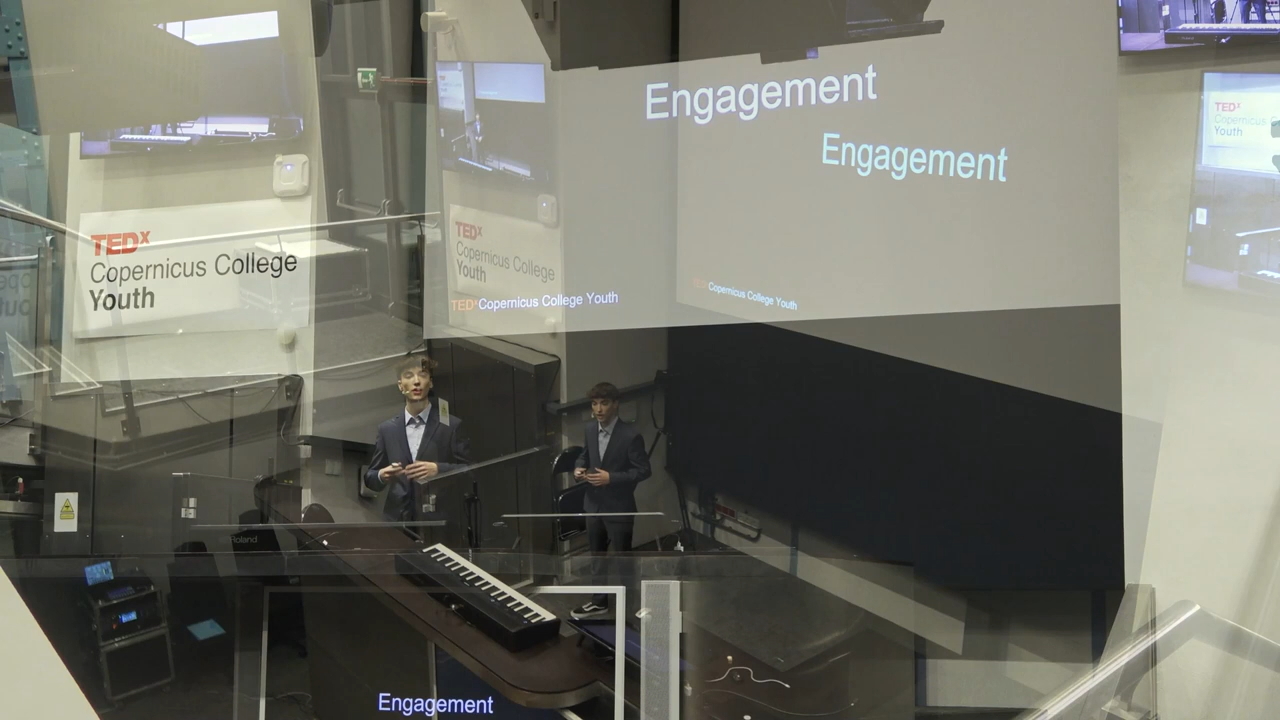 Engagement
Engagement
TEDx
Copernicus College
Youth
TEDx
Copernicus College
Youth
TEDx Copernicus College Youth
TEDx Copernicus College Youth
TEDx
Copernicus C
Youth
Roland
Engagement